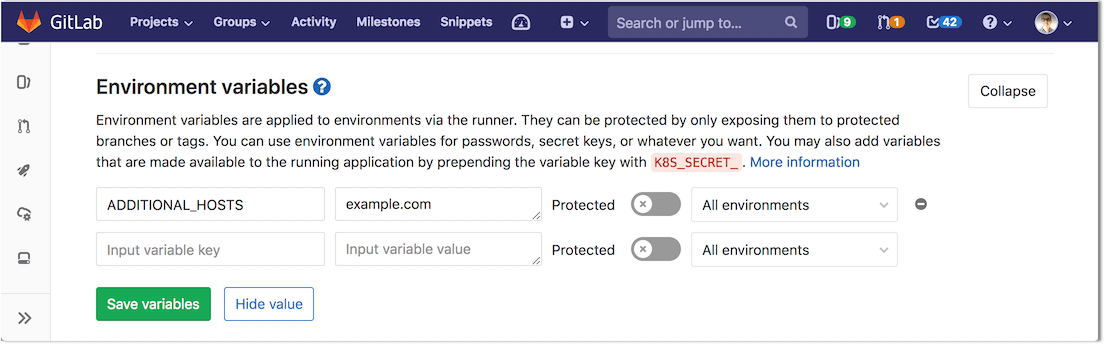 GitLab Projects Groups Activity Milestones Snippets Search or jump to... 9 1 42 ?
Environment variables ?
Collapse
Environment variables are applied to environments via the runner. They can be protected by only exposing them to protected
branches or tags. You can use environment variables for passwords, secret keys, or whatever you want. You may also add variables
that are made available to the running application by prepending the variable key with K8S_SECRET_. More information
ADDITIONAL_HOSTS example.com Protected All environments
Input variable key Input variable value Protected All environments
Save variables Hide value